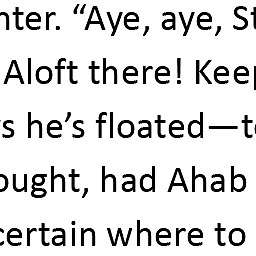 nter. “Aye, aye, St
Aloft there! Keep
s he’s floated—t
ought, had Ahab
certain where to